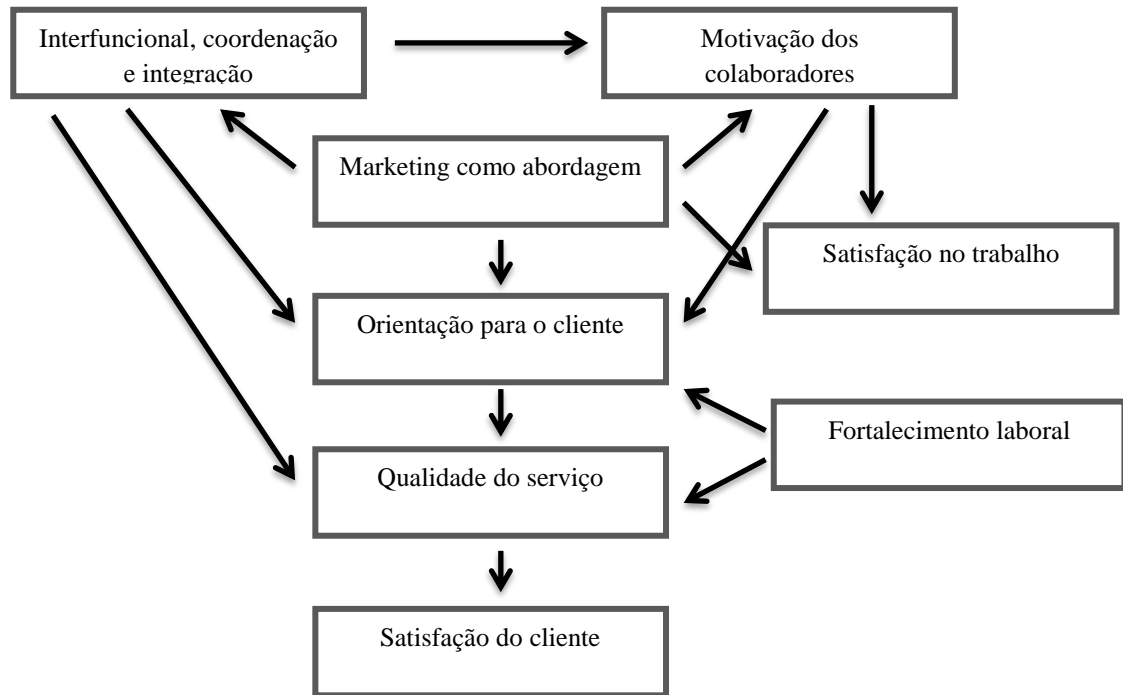 Interfuncional, coordenação
e integração
Motivação dos
colaboradores
Marketing como abordagem
Satisfação no trabalho
Orientação para o cliente
Fortalecimento laboral
Qualidade do serviço
Satisfação do cliente